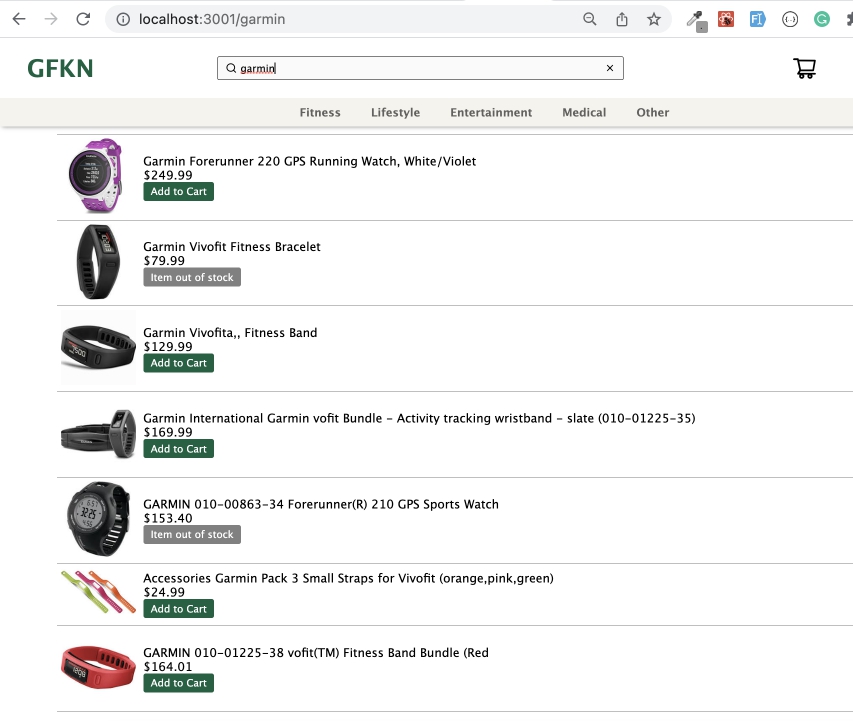 localhost:3001/garmin
GFKN
garmin
Fitness Lifestyle Entertainment Medical Other
Garmin Forerunner 220 GPS Running Watch, White/Violet
$249.99
Add to Cart
Garmin Vivofit Fitness Bracelet
$79.99
Item out of stock
Garmin Vivofita,, Fitness Band
$129.99
Add to Cart
Garmin International Garmin vofit Bundle - Activity tracking wristband - slate (010-01225-35)
$169.99
Add to Cart
GARMIN 010-00863-34 Forerunner(R) 210 GPS Sports Watch
$153.40
Item out of stock
Accessories Garmin Pack 3 Small Straps for Vivofit (orange,pink,green)
$24.99
Add to Cart
GARMIN 010-01225-38 vofit(TM) Fitness Band Bundle (Red
$164.01
Add to Cart